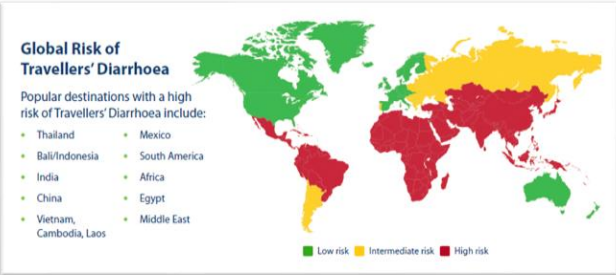 Global Risk of
Travellers' Diarrhoea
Popular destinations with a high
risk of Travellers' Diarrhoea include:
• Thailand
• Bali/Indonesia
• India
• China
• Vietnam,
Cambodia, Laos
• Mexico
• South America
• Africa
• Egypt
• Middle East
Low risk
Intermediate risk
High risk